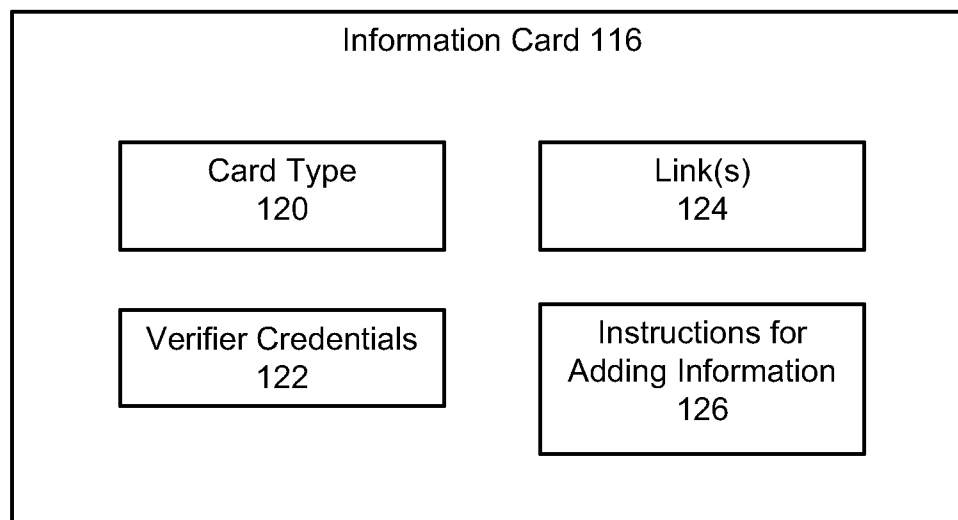 Information Card 116
Card Type
120
Link(s)
124
Verifier Credentials
122
Instructions for
Adding Information
126